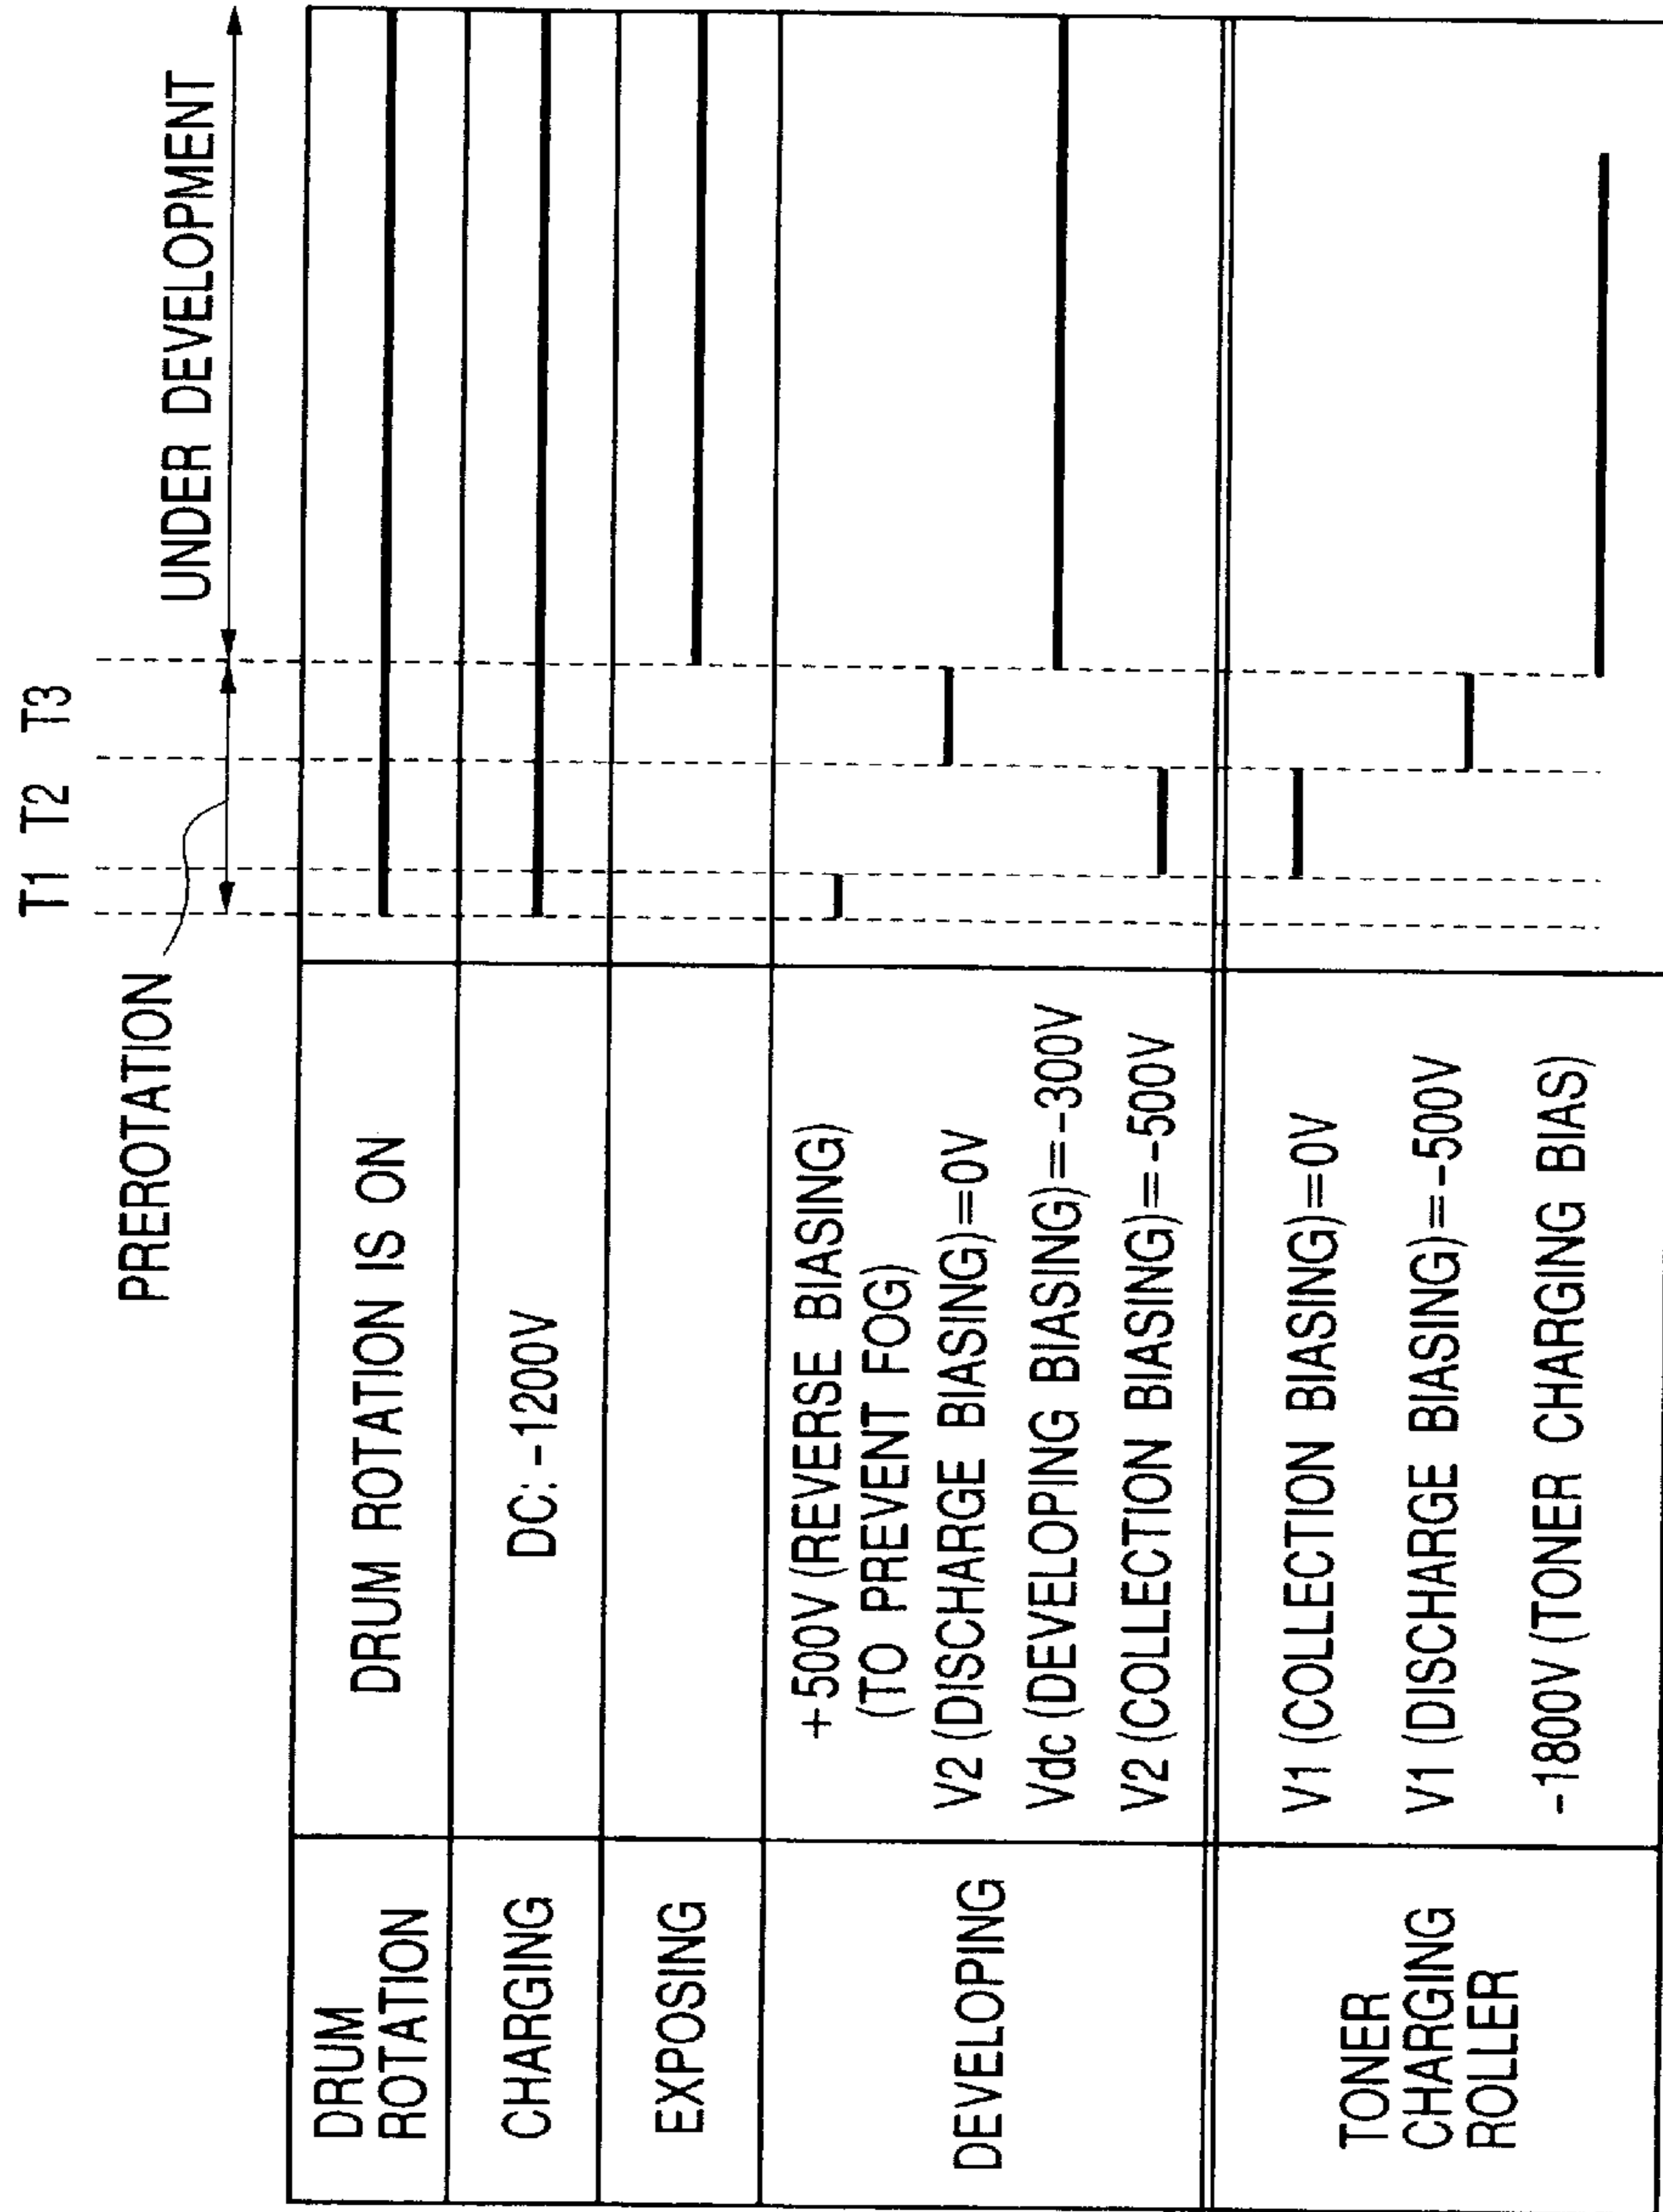 T1 T2 T3
PREROTATION
UNDER DEVELOPMENT
DRUM
ROTATION
DRUM ROTATION IS ON
CHARGING
DC: -1200V
EXPOSING
DEVELOPING
+500V (REVERSE BIASING)
(TO PREVENT FOG)
V2 (DISCHARGE BIASING)=0V
Vdc (DEVELOPING BIASING)=-300V
V2 (COLLECTION BIASING)=-500V
TONER
CHARGING
ROLLER
V1 (COLLECTION BIASING)=0V
V1 (DISCHARGE BIASING)=-500V
-1800V (TONER CHARGING BIAS)